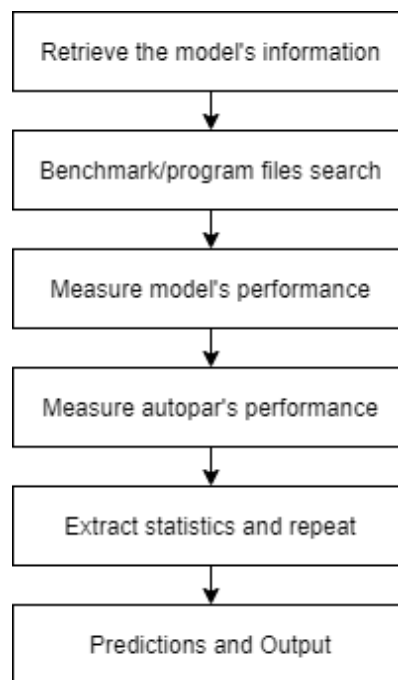 Retrieve the model's information
Benchmark/program files search
Measure model's performance
Measure autopar's performance
Extract statistics and repeat
Predictions and Output